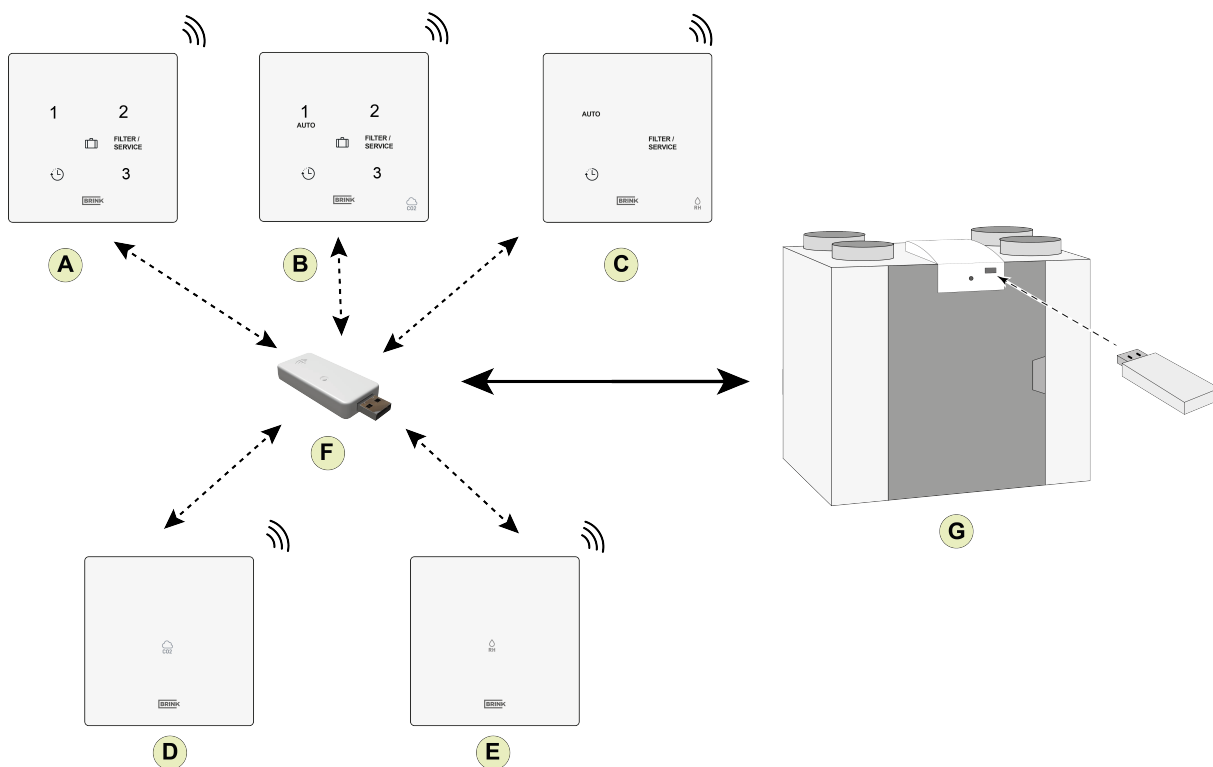 1 2
FILTER /
SERVICE
3
BRINK
A
1 2
AUTO
FILTER /
SERVICE
3
BRINK
CO2
B
AUTO
FILTER /
SERVICE
BRINK
RH
C
F
G
CO2
BRINK
D
RH
BRINK
E